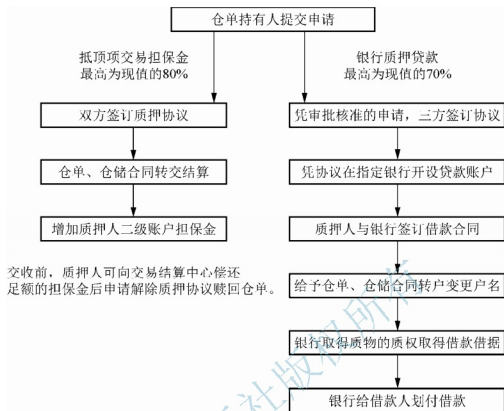 仓单持有人提交申请
抵顶项交易担保金
最高为现值的80%
银行质押贷款
最高为现值的70%
双方签订质押协议
凭审批核准的申请，三方签订协议
仓单、仓储合同转交结算
凭协议在指定银行开设贷款账户
增加质押人二级账户担保金
质押人与银行签订借款合同
交收前，质押人可向交易结算中心偿还
足额的担保金后申请解除质押协议赎回仓单。
给予仓单、仓储合同转户变更户名
银行取得质物的质权取得借款借据
银行给借款人划付借款
社版权所有